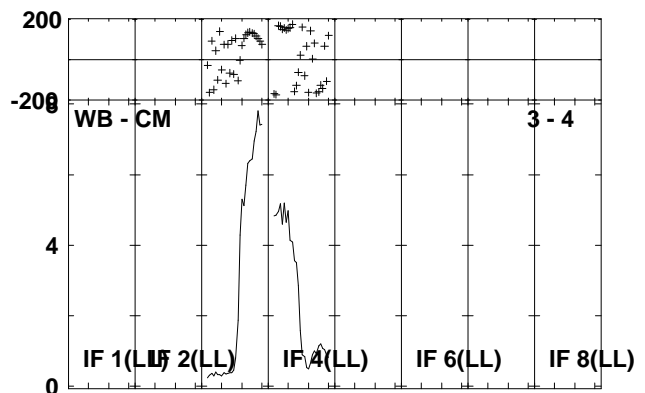 200
-200
8
WB - CM 3 - 4
4
IF 1(LL) IF 2(LL) IF 4(LL) IF 6(LL) IF 8(LL)
0